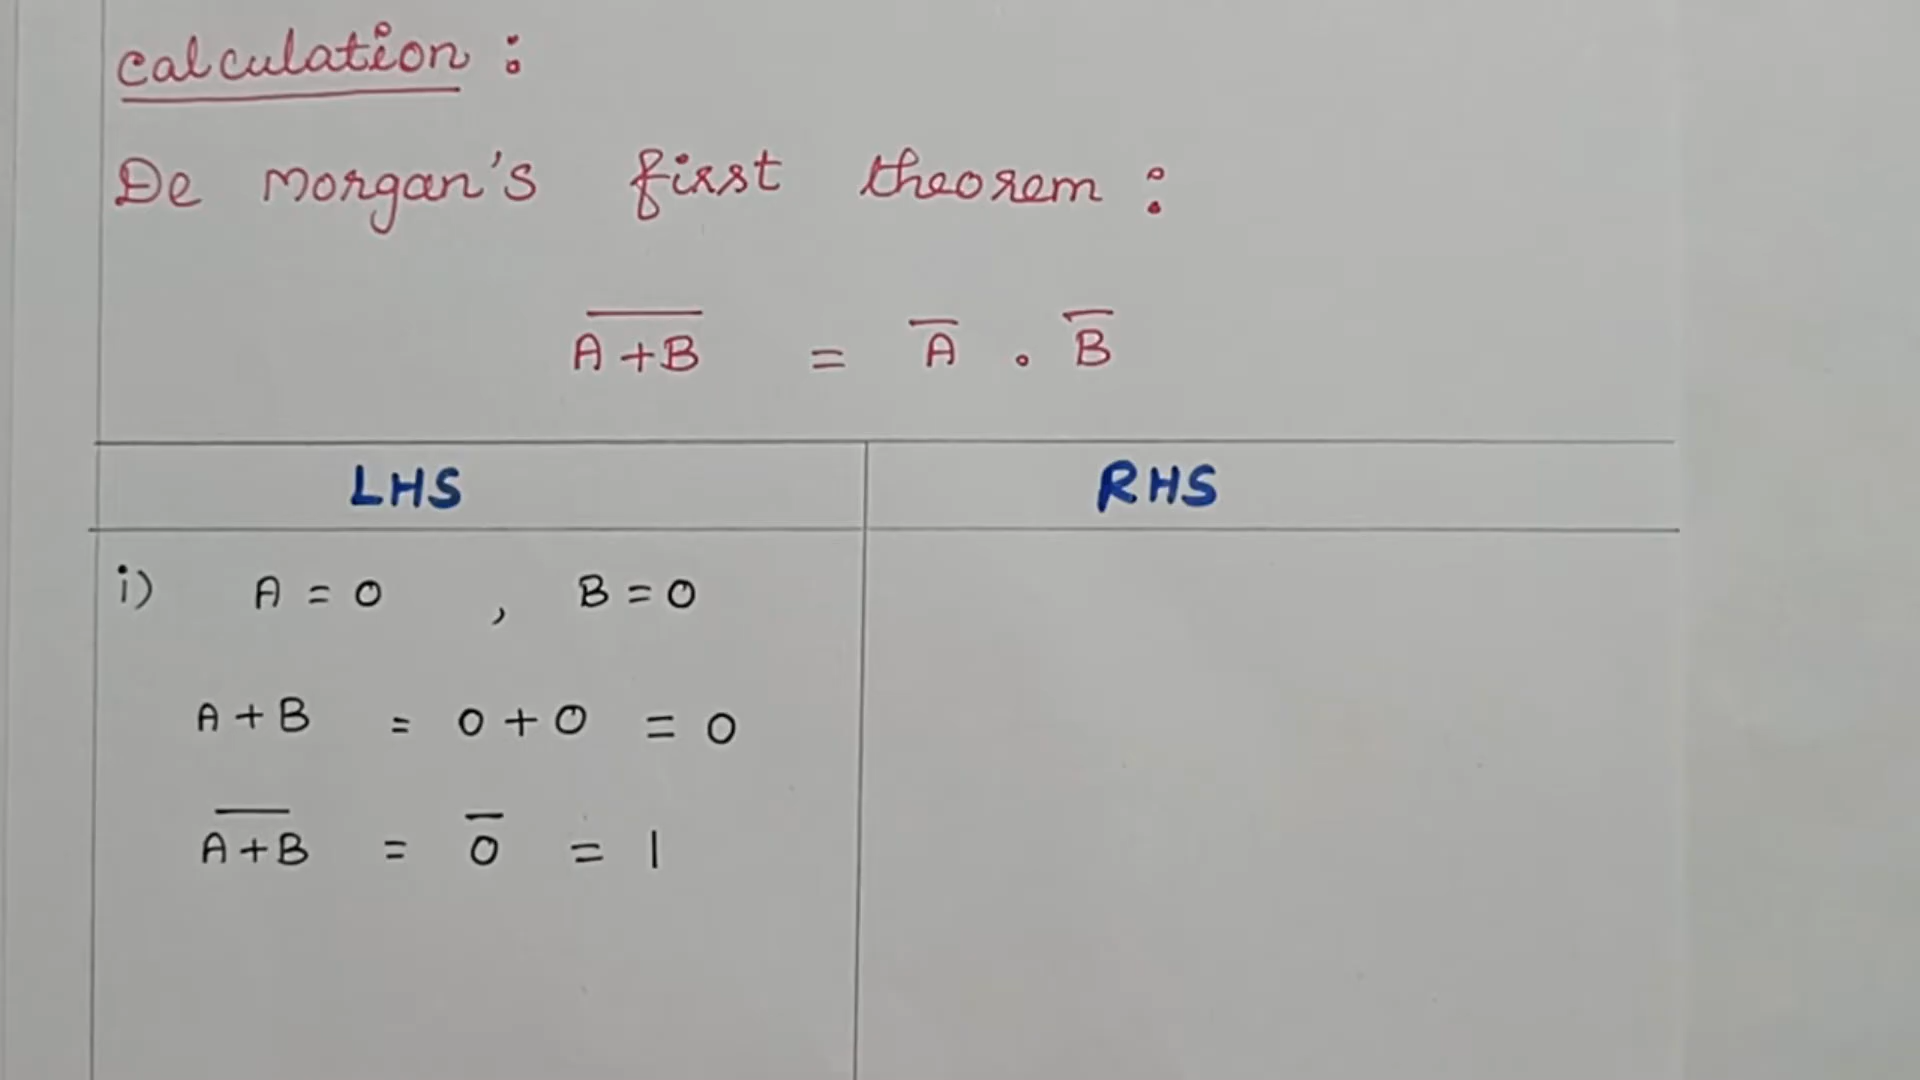 calculation :
De morgan's first theorem :
A̅+̅B̅ = A̅ . B̅
LHS RHS
i) A = 0 , B = 0
A + B = 0 + 0 = 0
A̅+̅B̅ = 0̅ = 1